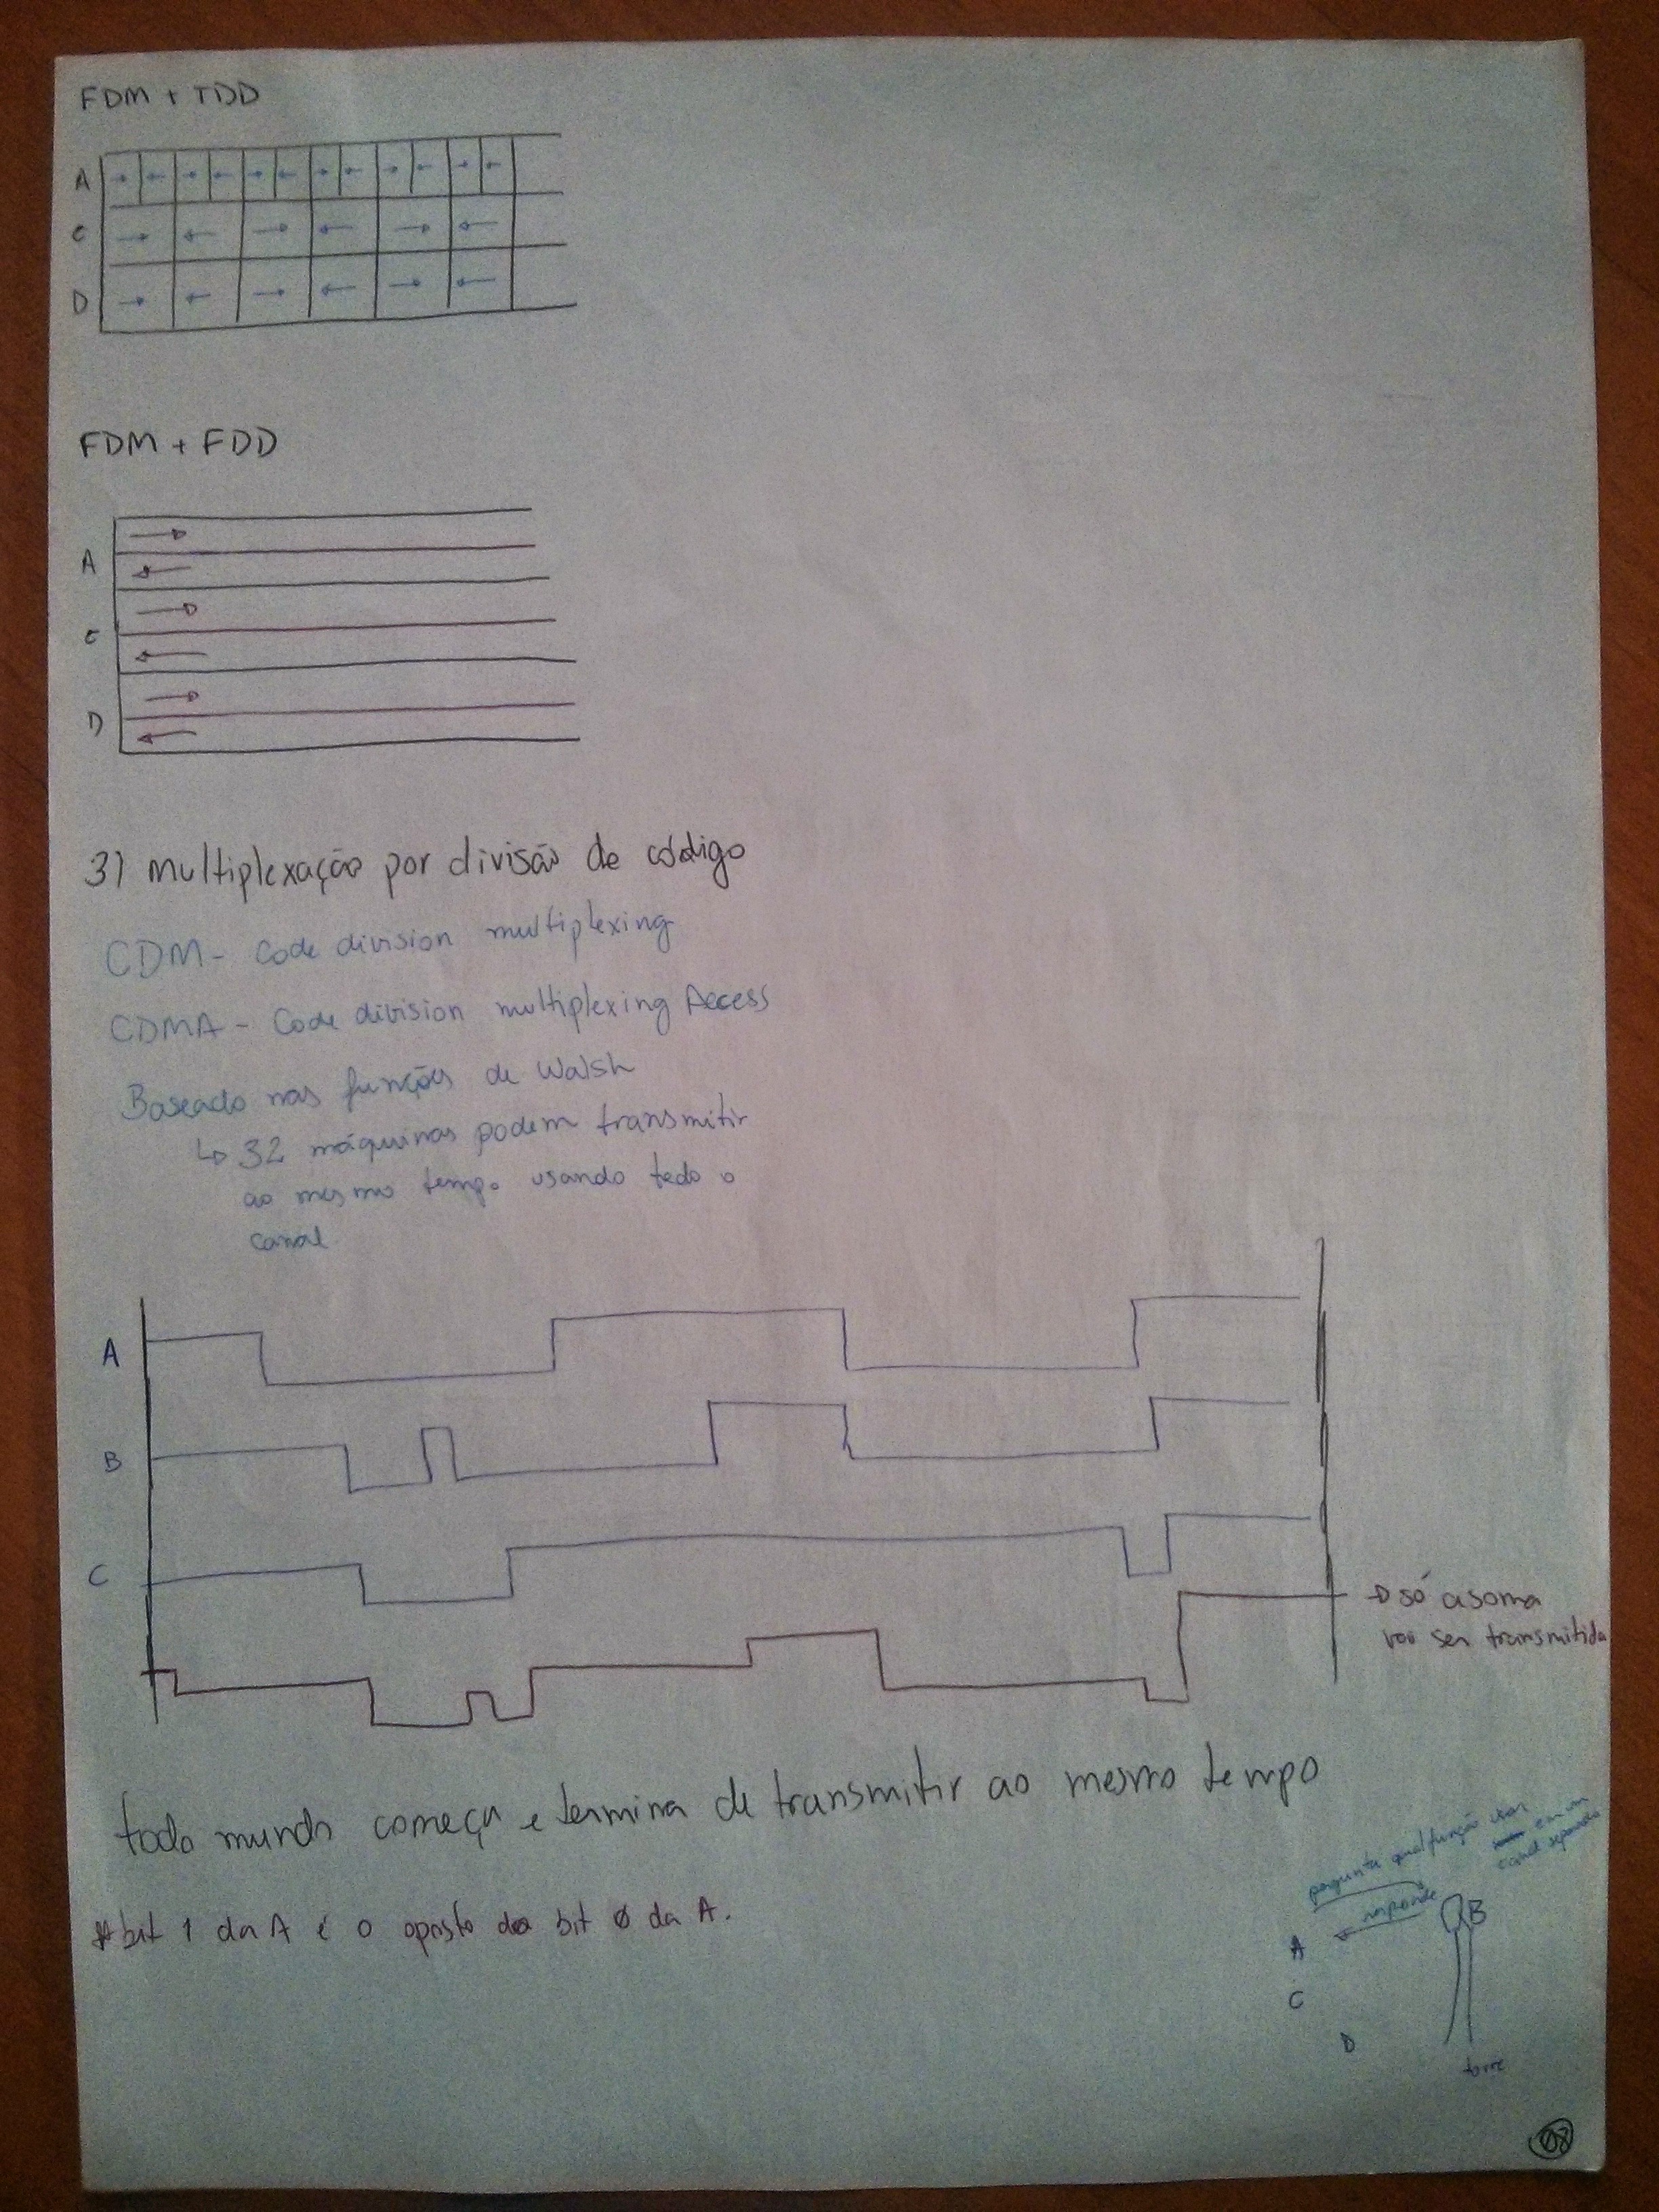 FDM + TDD
A
C
D
FDM + FDD
A
C
D
3) Multiplexação por divisão de código
CDM - Code division multiplexing
CDMA - Code division multiplexing Access
Baseado nas funções de Walsh
↳ 32 máquinas podem transmitir
ao mesmo tempo usando todo o
canal
A
B
C
→ só a soma
vai ser transmitida
todo mundo começa e termina de transmitir ao mesmo tempo
pergunta qual função usar
em um
canal separado
responde
B
*bit 1 da A é o oposto do bit 0 da A.
A
C
D
torre
08